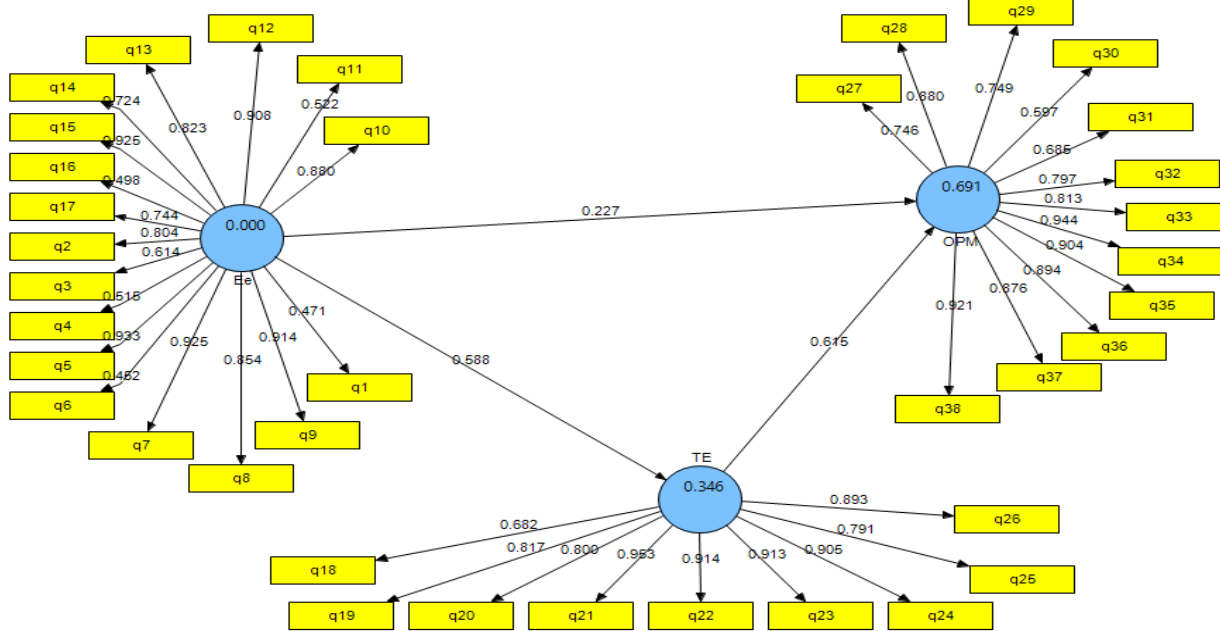 q12
q13
q11
q14
0.724
0.823
0.908
0.522
q10
q15
0.925
0.880
q16
0.498
q17
0.744
q2
0.804
0.614
0.000
Ee
q3
0.515
q4
0.933
q5
0.452
q6
0.925
q7
0.854
q8
0.914
q9
0.471
q1
0.227
0.588
0.615
q29
q28
q30
q27
0.880
0.749
0.597
q31
0.746
0.685
q32
0.797
0.691
OPM
0.813
q33
0.944
q34
0.904
q35
0.894
q36
0.876
q37
0.921
q38
TE
0.346
0.893
q26
0.682
0.791
q18
0.817
0.800
0.953
0.914
0.913
0.905
q25
q19
q20
q21
q22
q23
q24